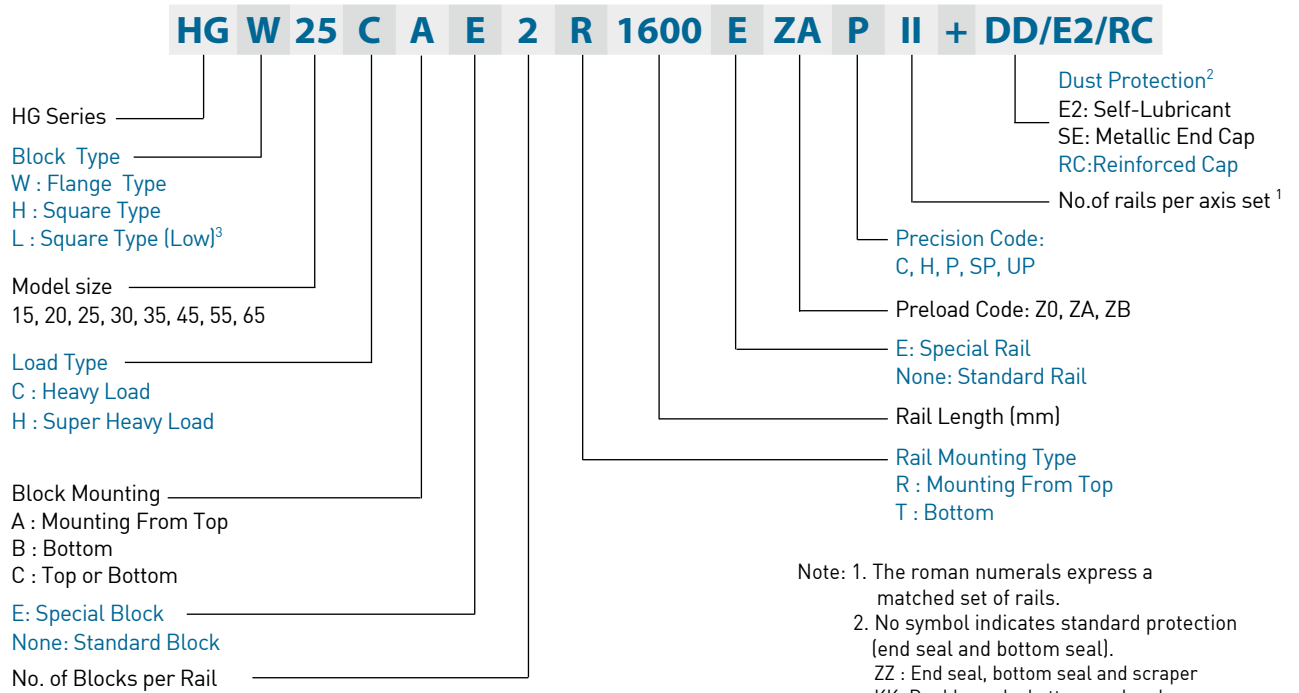 HG W 25 C A E 2 R 1600 E ZA P II + DD/E2/RC
HG Series
Block Type
W : Flange Type
H : Square Type
L : Square Type (Low)3
Model size
15, 20, 25, 30, 35, 45, 55, 65
Load Type
C : Heavy Load
H : Super Heavy Load
Block Mounting
A : Mounting From Top
B : Bottom
C : Top or Bottom
E: Special Block
None: Standard Block
No. of Blocks per Rail
Dust Protection2
E2: Self-Lubricant
SE: Metallic End Cap
RC:Reinforced Cap
No.of rails per axis set 1
Precision Code:
C, H, P, SP, UP
Preload Code: Z0, ZA, ZB
E: Special Rail
None: Standard Rail
Rail Length (mm)
Rail Mounting Type
R : Mounting From Top
T : Bottom
Note: 1. The roman numerals express a
matched set of rails.
2. No symbol indicates standard protection
(end seal and bottom seal).
ZZ : End seal, bottom seal and scraper